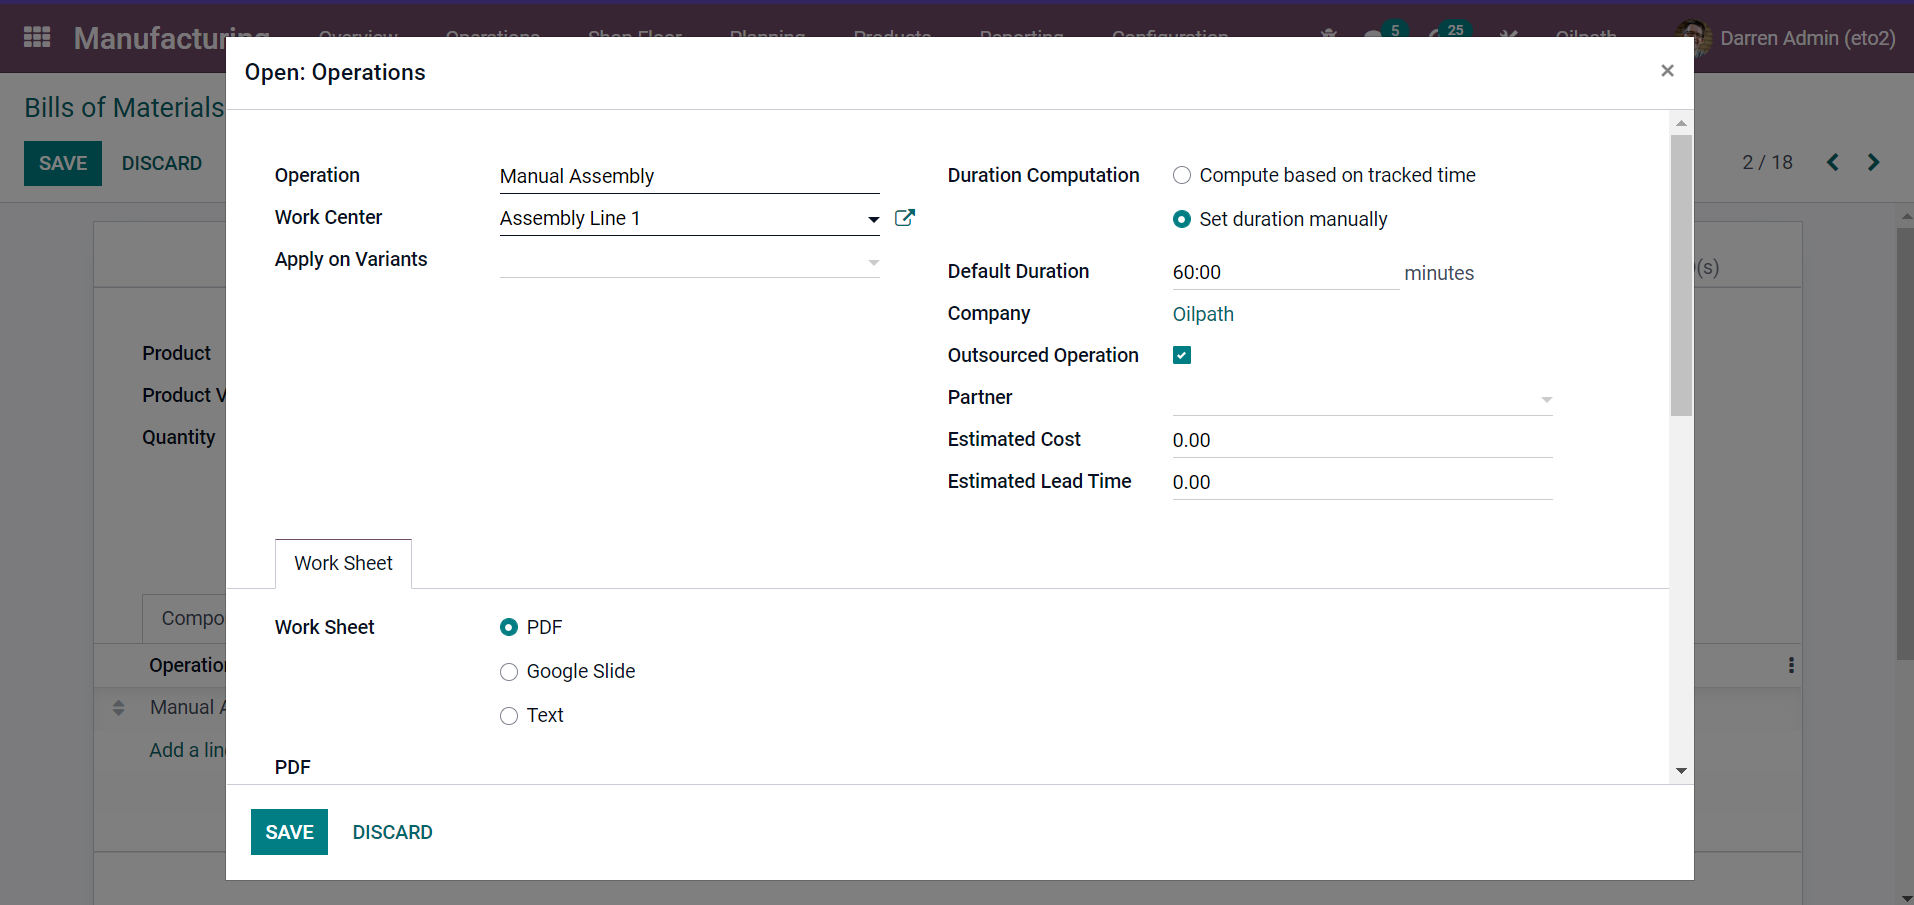 Manufacturing Overview Operations Shop Floor Planning Products Reporting Configuration 5 25 Oilpath Darren Admin (eto2)
Open: Operations ×
Bills of Materials
SAVE DISCARD
2 / 18
Operation Manual Assembly
Duration Computation Compute based on tracked time
Work Center Assembly Line 1
Set duration manually
Apply on Variants
Default Duration 60:00 minutes
(s)
Company Oilpath
Product
Outsourced Operation
Product V
Partner
Quantity
Estimated Cost 0.00
Estimated Lead Time 0.00
Work Sheet
Compo
Work Sheet PDF
Operation
Google Slide
Manual A
Text
Add a lin
PDF
SAVE DISCARD